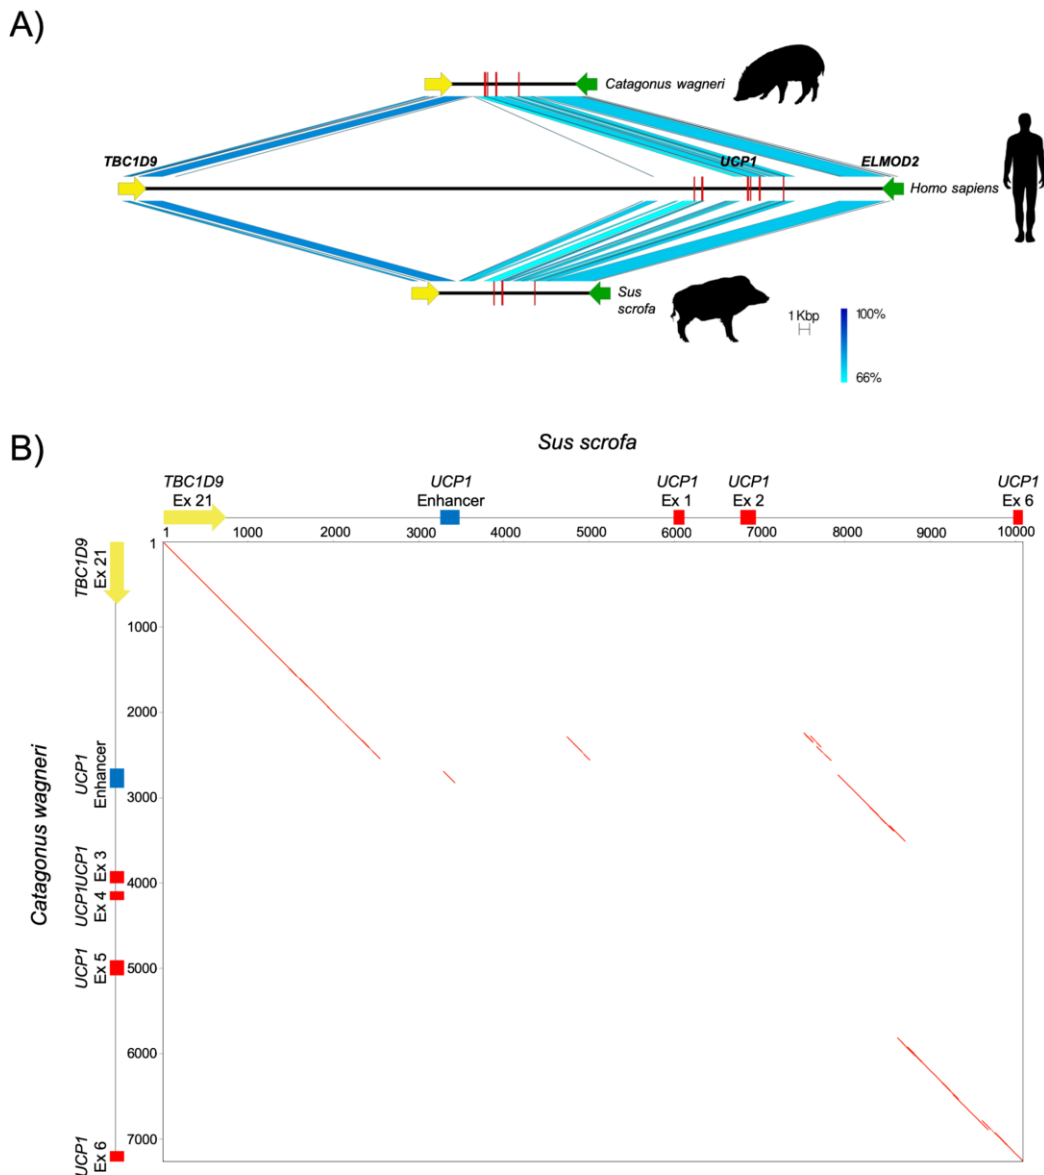 A)
Catagonus wagneri
TBC1D9
UCP1
ELMOD2
Homo sapiens
Sus
scrofa
1 Kbp
100%
66%
B)
Sus scrofa
TBC1D9
Ex 21
UCP1
Enhancer
UCP1
Ex 1
UCP1
Ex 2
UCP1
Ex 6
1 1000 2000 3000 4000 5000 6000 7000 8000 9000 10000
Catagonus wagneri
TBC1D9
Ex 21
UCP1
Enhancer
UCP1
Ex 3
UCP1
Ex 4
UCP1
Ex 5
UCP1
Ex 6
1
1000
2000
3000
4000
5000
6000
7000